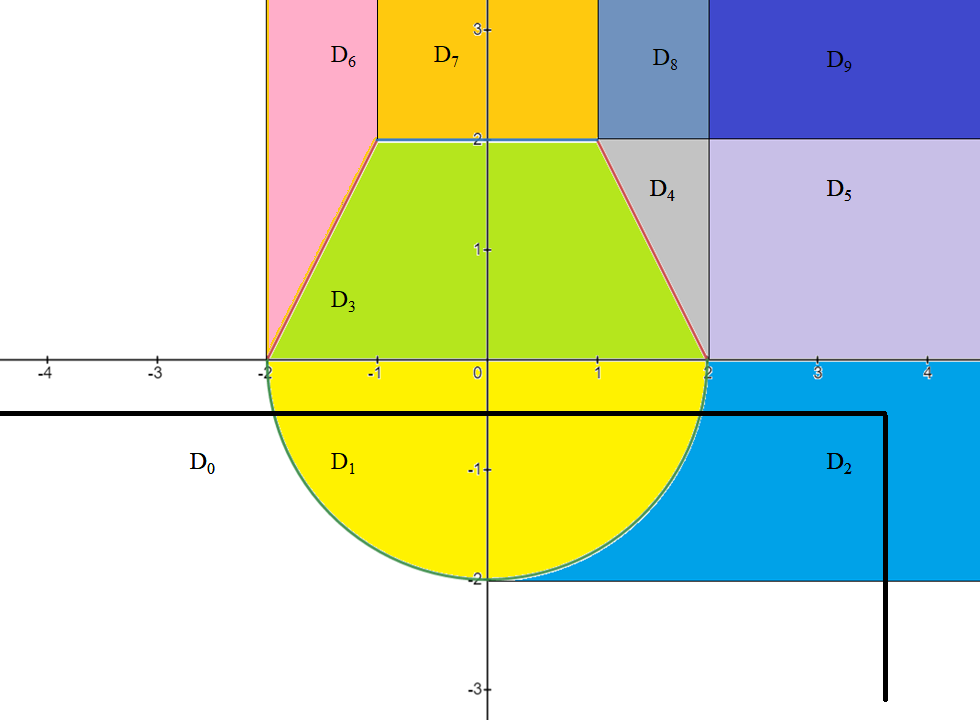 3
D₆ D₇ D₈ D₉
2
D₄ D₅
1
D₃
-4 -3 -2 -1 0 1 2 3 4
D₀ D₁ D₂
-1
-2
-3